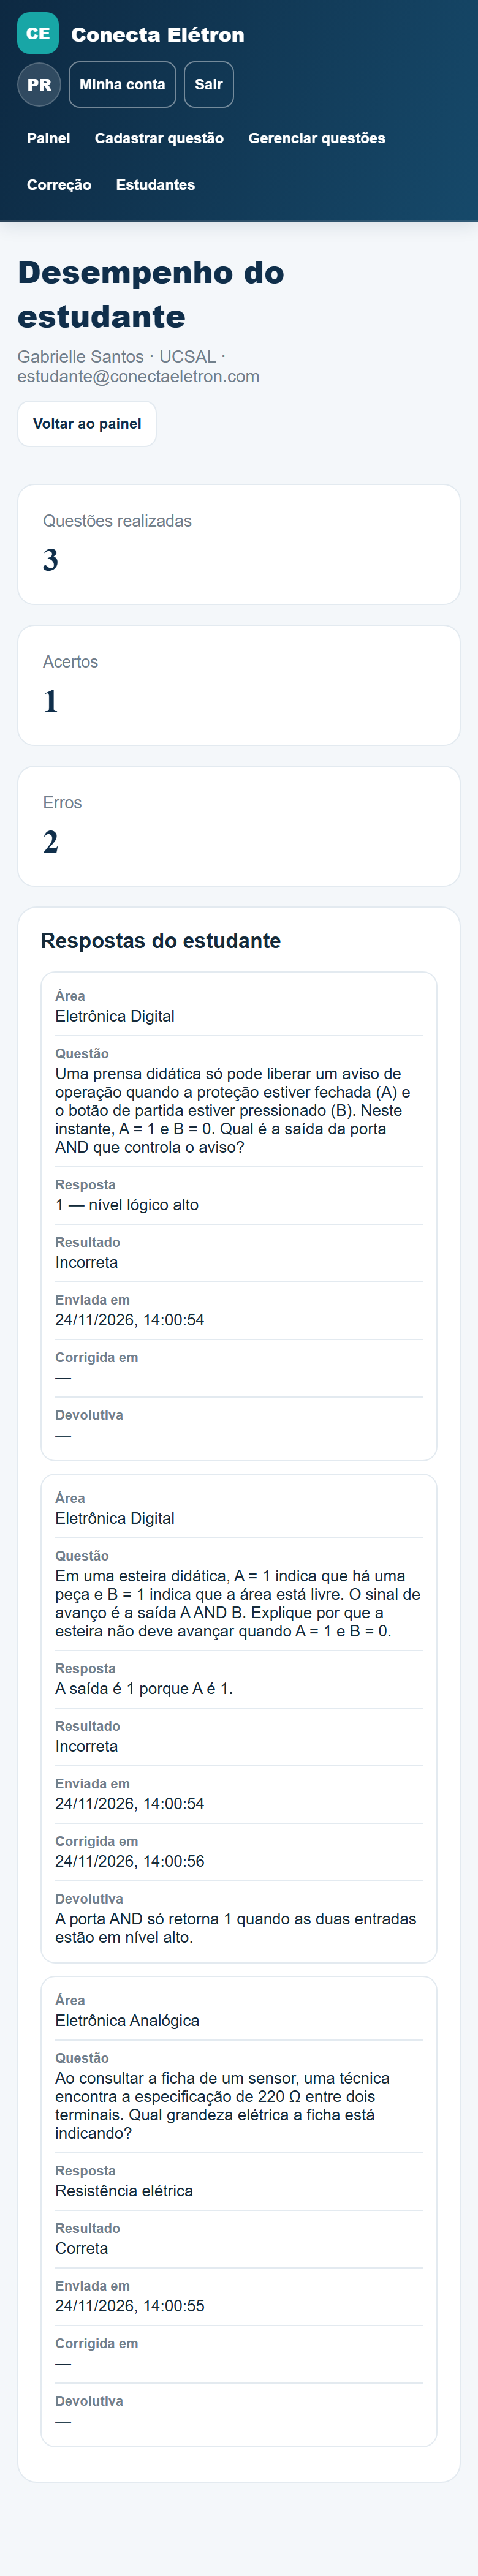 CE
Conecta Elétron
PR
Minha conta
Sair
Painel
Cadastrar questão
Gerenciar questões
Correção
Estudantes
Desempenho do
estudante
Gabrielle Santos · UCSAL ·
estudante@conectaeletron.com
Voltar ao painel
Questões realizadas
3
Acertos
1
Erros
2
Respostas do estudante
Área
Eletrônica Digital
Questão
Uma prensa didática só pode liberar um aviso de
operação quando a proteção estiver fechada (A) e
o botão de partida estiver pressionado (B). Neste
instante, A = 1 e B = 0. Qual é a saída da porta
AND que controla o aviso?
Resposta
1 — nível lógico alto
Resultado
Incorreta
Enviada em
24/11/2026, 14:00:54
Corrigida em
—
Devolutiva
—
Área
Eletrônica Digital
Questão
Em uma esteira didática, A = 1 indica que há uma
peça e B = 1 indica que a área está livre. O sinal de
avanço é a saída A AND B. Explique por que a
esteira não deve avançar quando A = 1 e B = 0.
Resposta
A saída é 1 porque A é 1.
Resultado
Incorreta
Enviada em
24/11/2026, 14:00:54
Corrigida em
24/11/2026, 14:00:56
Devolutiva
A porta AND só retorna 1 quando as duas entradas
estão em nível alto.
Área
Eletrônica Analógica
Questão
Ao consultar a ficha de um sensor, uma técnica
encontra a especificação de 220 Ω entre dois
terminais. Qual grandeza elétrica a ficha está
indicando?
Resposta
Resistência elétrica
Resultado
Correta
Enviada em
24/11/2026, 14:00:55
Corrigida em
—
Devolutiva
—